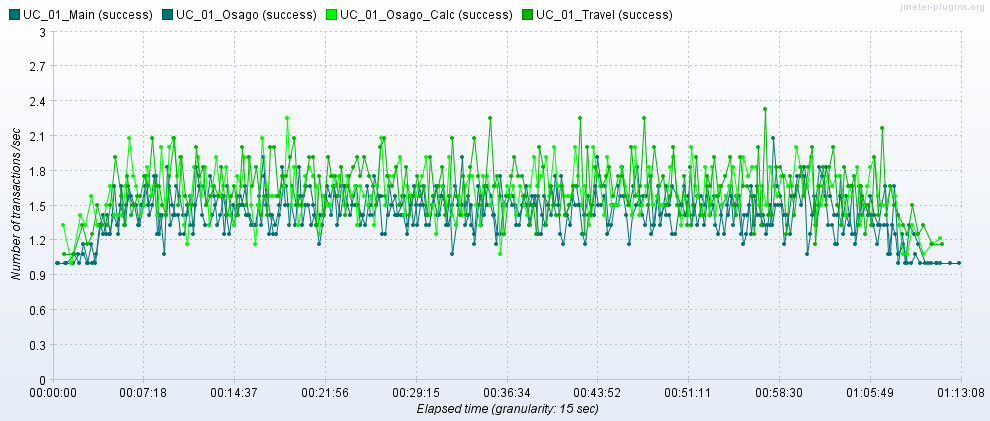 UC_01_Main (success) UC_01_Osago (success) UC_01_Osago_Calc (success) UC_01_Travel (success)
jmeter-plugins.org
3
2.7
2.4
2.1
1.8
1.5
1.2
0.9
0.6
0.3
0
Number of transactions/sec
00:00:00 00:07:18 00:14:37 00:21:56 00:29:15 00:36:34 00:43:52 00:51:11 00:58:30 01:05:49 01:13:08
Elapsed time (granularity: 15 sec)